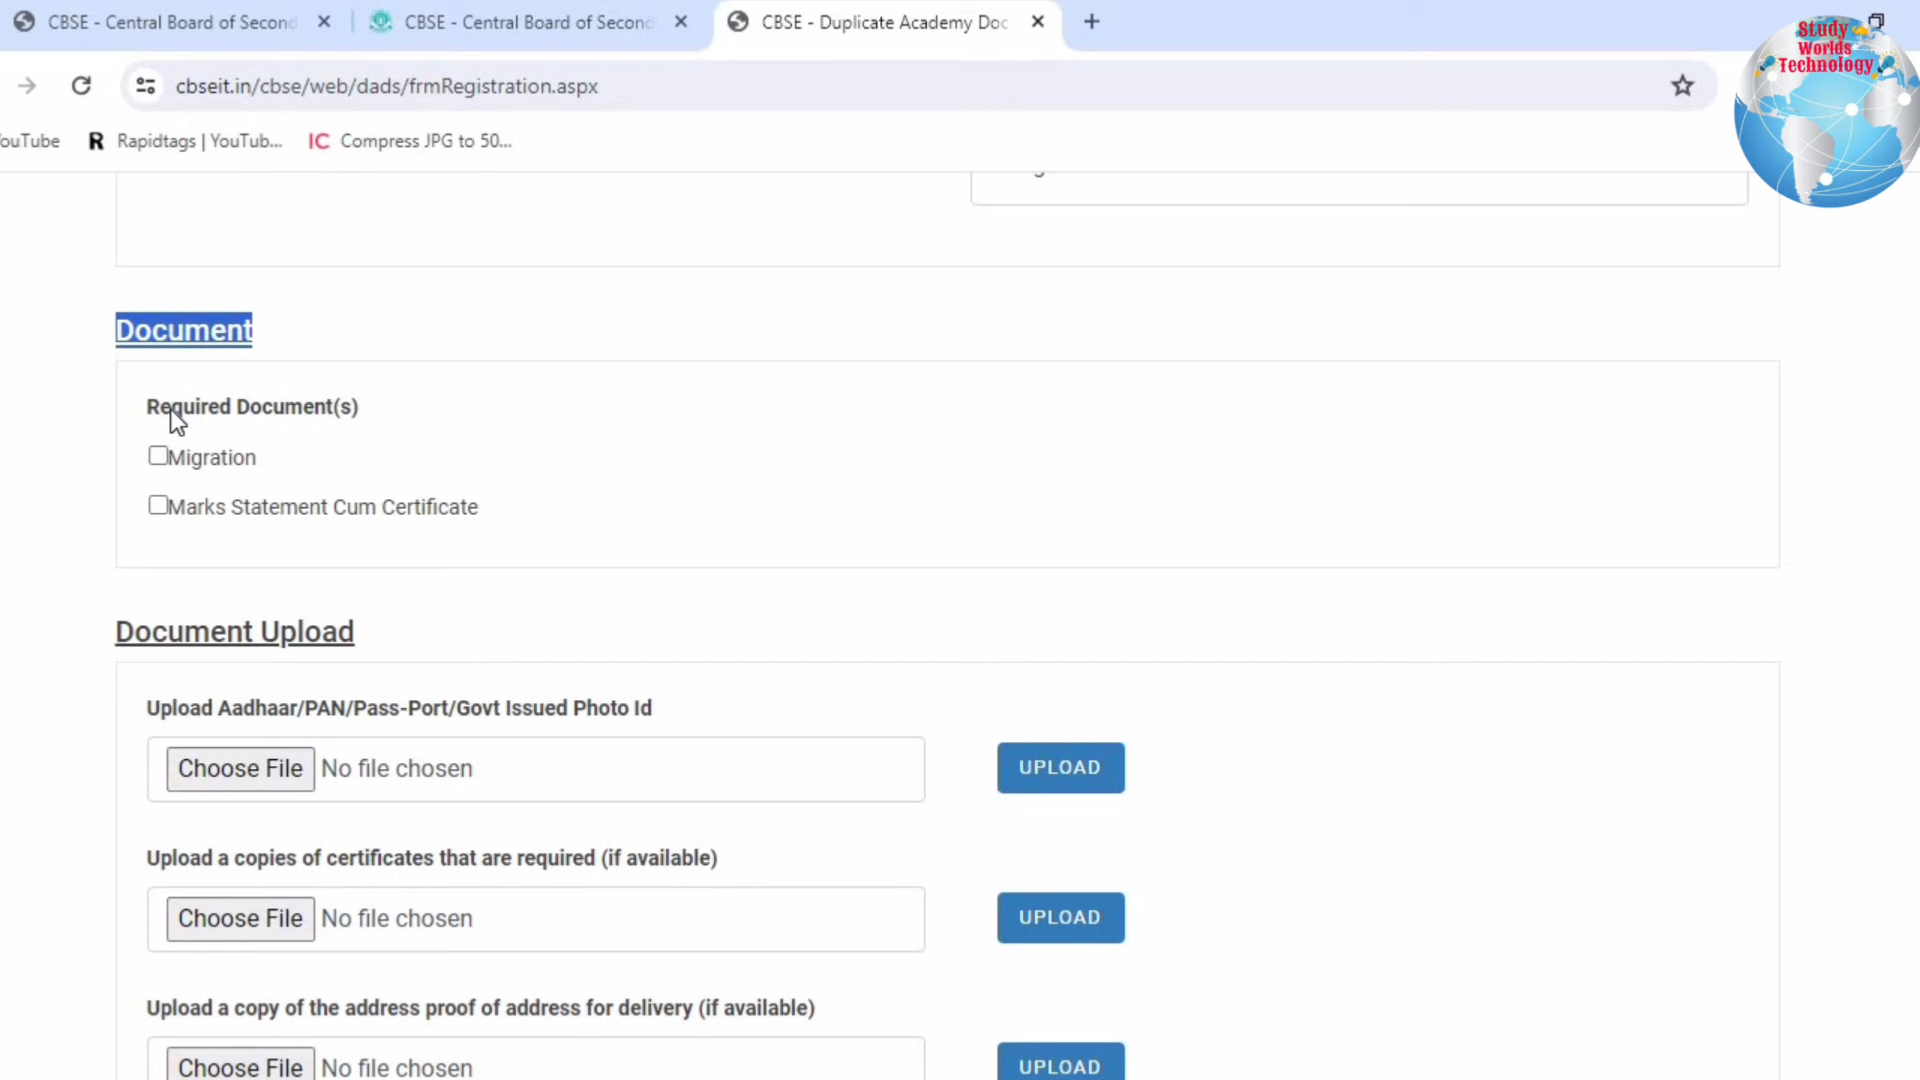 CBSE - Central Board of Second
CBSE - Central Board of Second
CBSE - Duplicate Academy Doc
cbseit.in/cbse/web/dads/frmRegistration.aspx
Study
Worlds
Technology
ouTube
R Rapidtags | YouTub...
IC Compress JPG to 50...
Document
Required Document(s)
Migration
Marks Statement Cum Certificate
Document Upload
Upload Aadhaar/PAN/Pass-Port/Govt Issued Photo Id
Choose File No file chosen UPLOAD
Upload a copies of certificates that are required (if available)
Choose File No file chosen UPLOAD
Upload a copy of the address proof of address for delivery (if available)
Choose File No file chosen UPLOAD